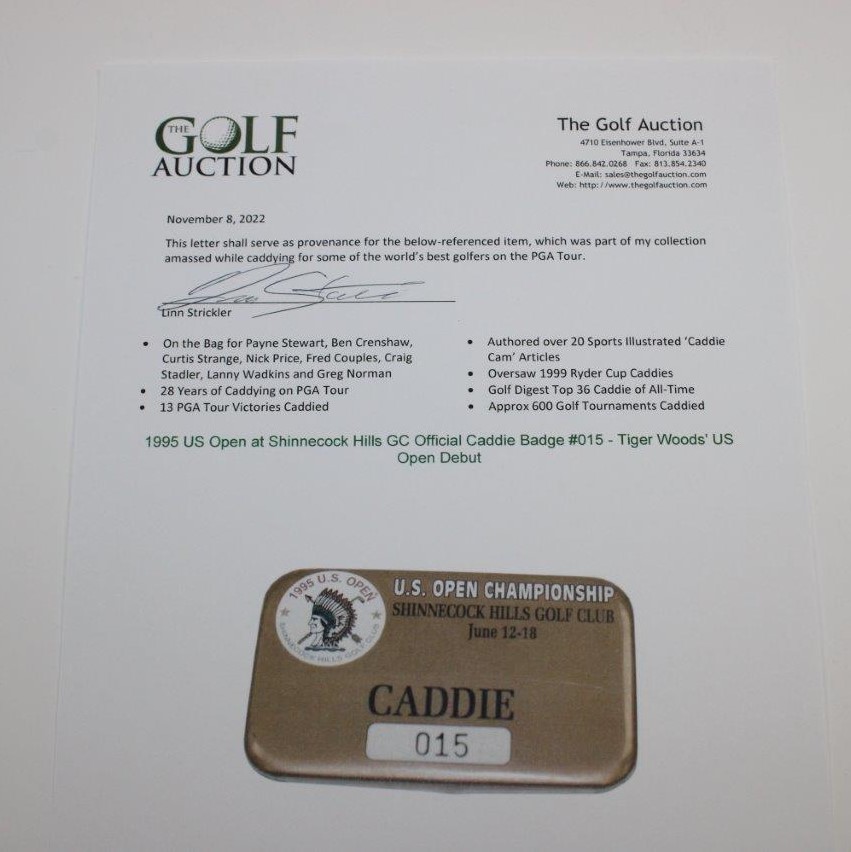 THE
GOLF
AUCTION
The Golf Auction
4710 Eisenhower Blvd, Suite A-1
Tampa, Florida 33634
Phone: 866.842.0268 Fax: 813.854.2340
E-Mail: sales@thegolfauction.com
Web: http://www.thegolfauction.com
November 8, 2022
This letter shall serve as provenance for the below-referenced item, which was part of my collection
amassed while caddying for some of the world's best golfers on the PGA Tour.
Linn Strickler
• On the Bag for Payne Stewart, Ben Crenshaw,
Curtis Strange, Nick Price, Fred Couples, Craig
Stadler, Lanny Wadkins and Greg Norman
• 28 Years of Caddying on PGA Tour
• 13 PGA Tour Victories Caddied
• Authored over 20 Sports Illustrated 'Caddie
Cam' Articles
• Oversaw 1999 Ryder Cup Caddies
• Golf Digest Top 36 Caddie of All-Time
• Approx 600 Golf Tournaments Caddied
1995 US Open at Shinnecock Hills GC Official Caddie Badge #015 - Tiger Woods' US
Open Debut
1995 U.S. OPEN
SHINNECOCK HILLS GOLF CLUB
U.S. OPEN CHAMPIONSHIP
SHINNECOCK HILLS GOLF CLUB
June 12-18
CADDIE
015